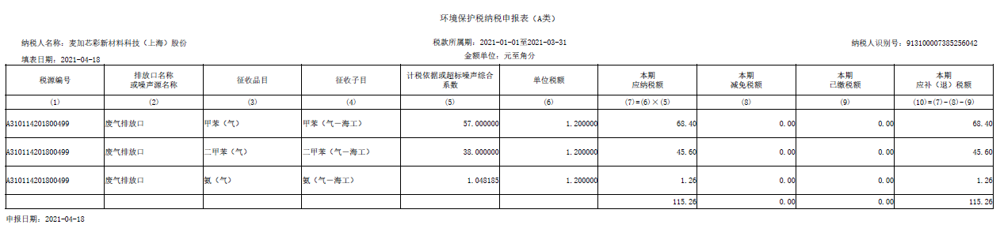 环境保护税纳税申报表（A类）
纳税人名称：麦加芯彩新材料科技（上海）股份 税款所属期：2021-01-01至2021-03-31 纳税人识别号：913100007385256042
填表日期：2021-04-18 金额单位：元至角分
税源编号 排放口名称或噪声源名称 征收品目 征收子目 计税依据或超标噪声综合系数 单位税额 本期应纳税额 本期减免税额 本期已缴税额 本期应补（退）税额
(1) (2) (3) (4) (5) (6) (7)=(6)×(5) (8) (9) (10)=(7)-(8)-(9)
A310114201800499 废气排放口 甲苯（气） 甲苯（气－海工） 57.000000 1.200000 68.40 0.00 0.00 68.40
A310114201800499 废气排放口 二甲苯（气） 二甲苯（气－海工） 38.000000 1.200000 45.60 0.00 0.00 45.60
A310114201800499 废气排放口 氨（气） 氨（气－海工） 1.048185 1.200000 1.26 0.00 0.00 1.26
115.26 0.00 0.00 115.26
申报日期：2021-04-18